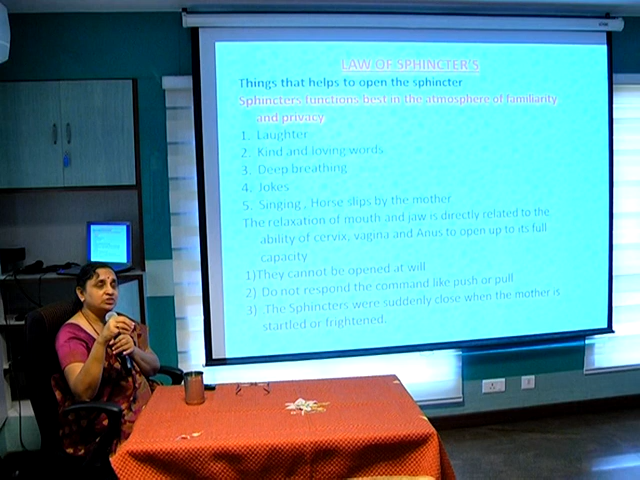 LAW OF SPHINCTER'S
Things that helps to open the sphincter
Sphincters functions best in the atmosphere of familiarity
and privacy
1. Laughter
2. Kind and loving words
3. Deep breathing
4. Jokes
5. Singing , Horse slips by the mother
The relaxation of mouth and jaw is directly related to the
ability of cervix, vagina and Anus to open up to its full
capacity
1)They cannot be opened at will
2) Do not respond the command like push or pull
3) .The Sphincters were suddenly close when the mother is
startled or frightened.